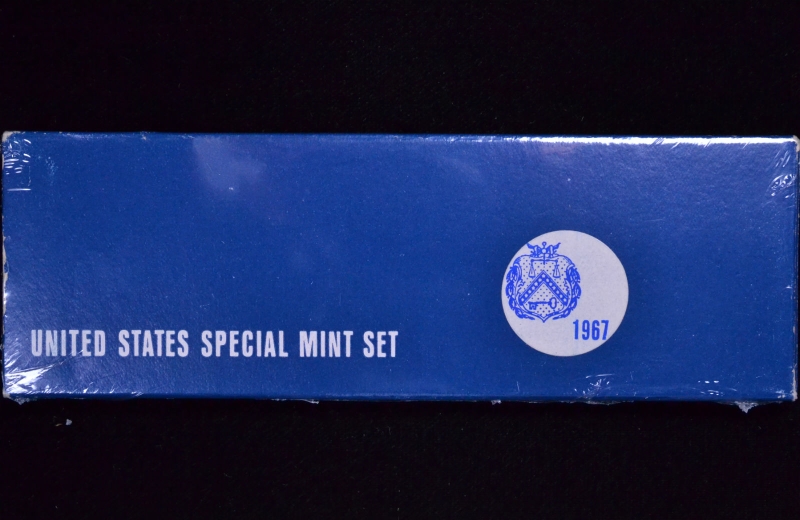 UNITED STATES SPECIAL MINT SET
1967